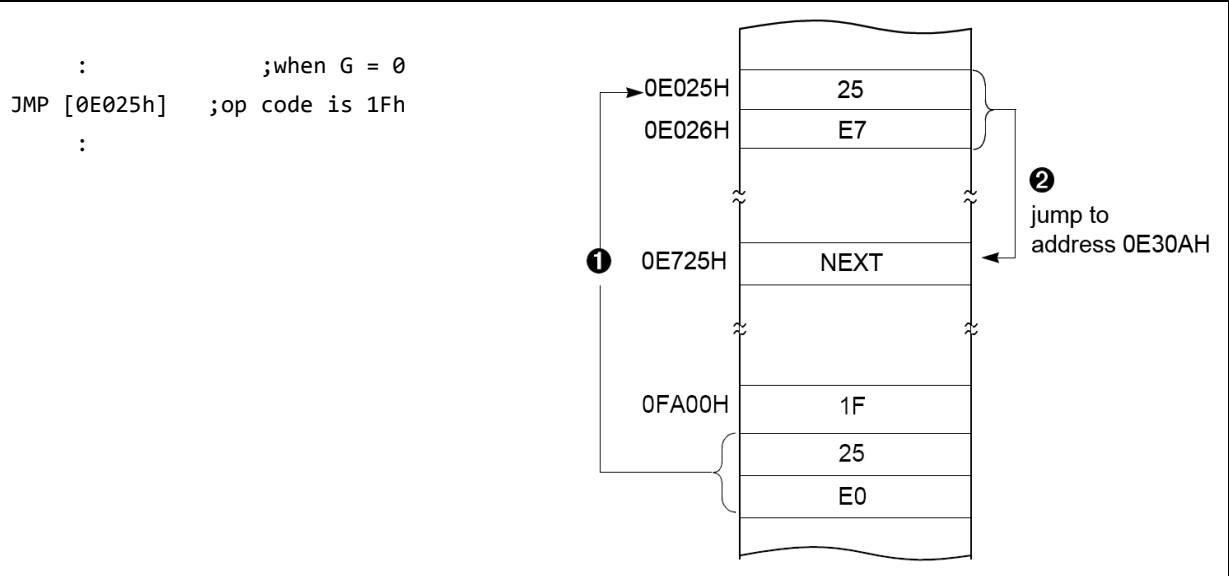 : ;when G = 0
JMP [0E025h] ;op code is 1Fh
:
0E025H 25
0E026H E7
❷
jump to
address 0E30AH
❶ 0E725H NEXT
0FA00H 1F
25
E0